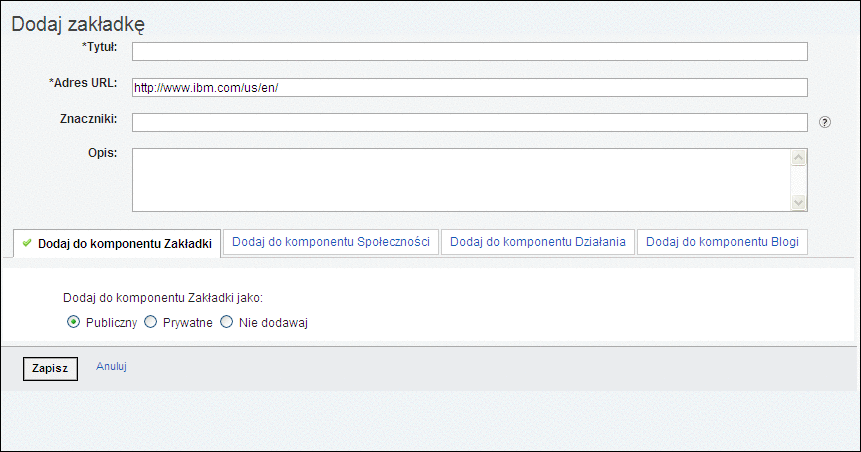 Dodaj zakładkę
*Tytuł:
*Adres URL: http://www.ibm.com/us/en/
Znaczniki: ?
Opis:
Dodaj do komponentu Zakładki Dodaj do komponentu Społeczności Dodaj do komponentu Działania Dodaj do komponentu Blogi
Dodaj do komponentu Zakładki jako:
Publiczny Prywatne Nie dodawaj
Zapisz Anuluj